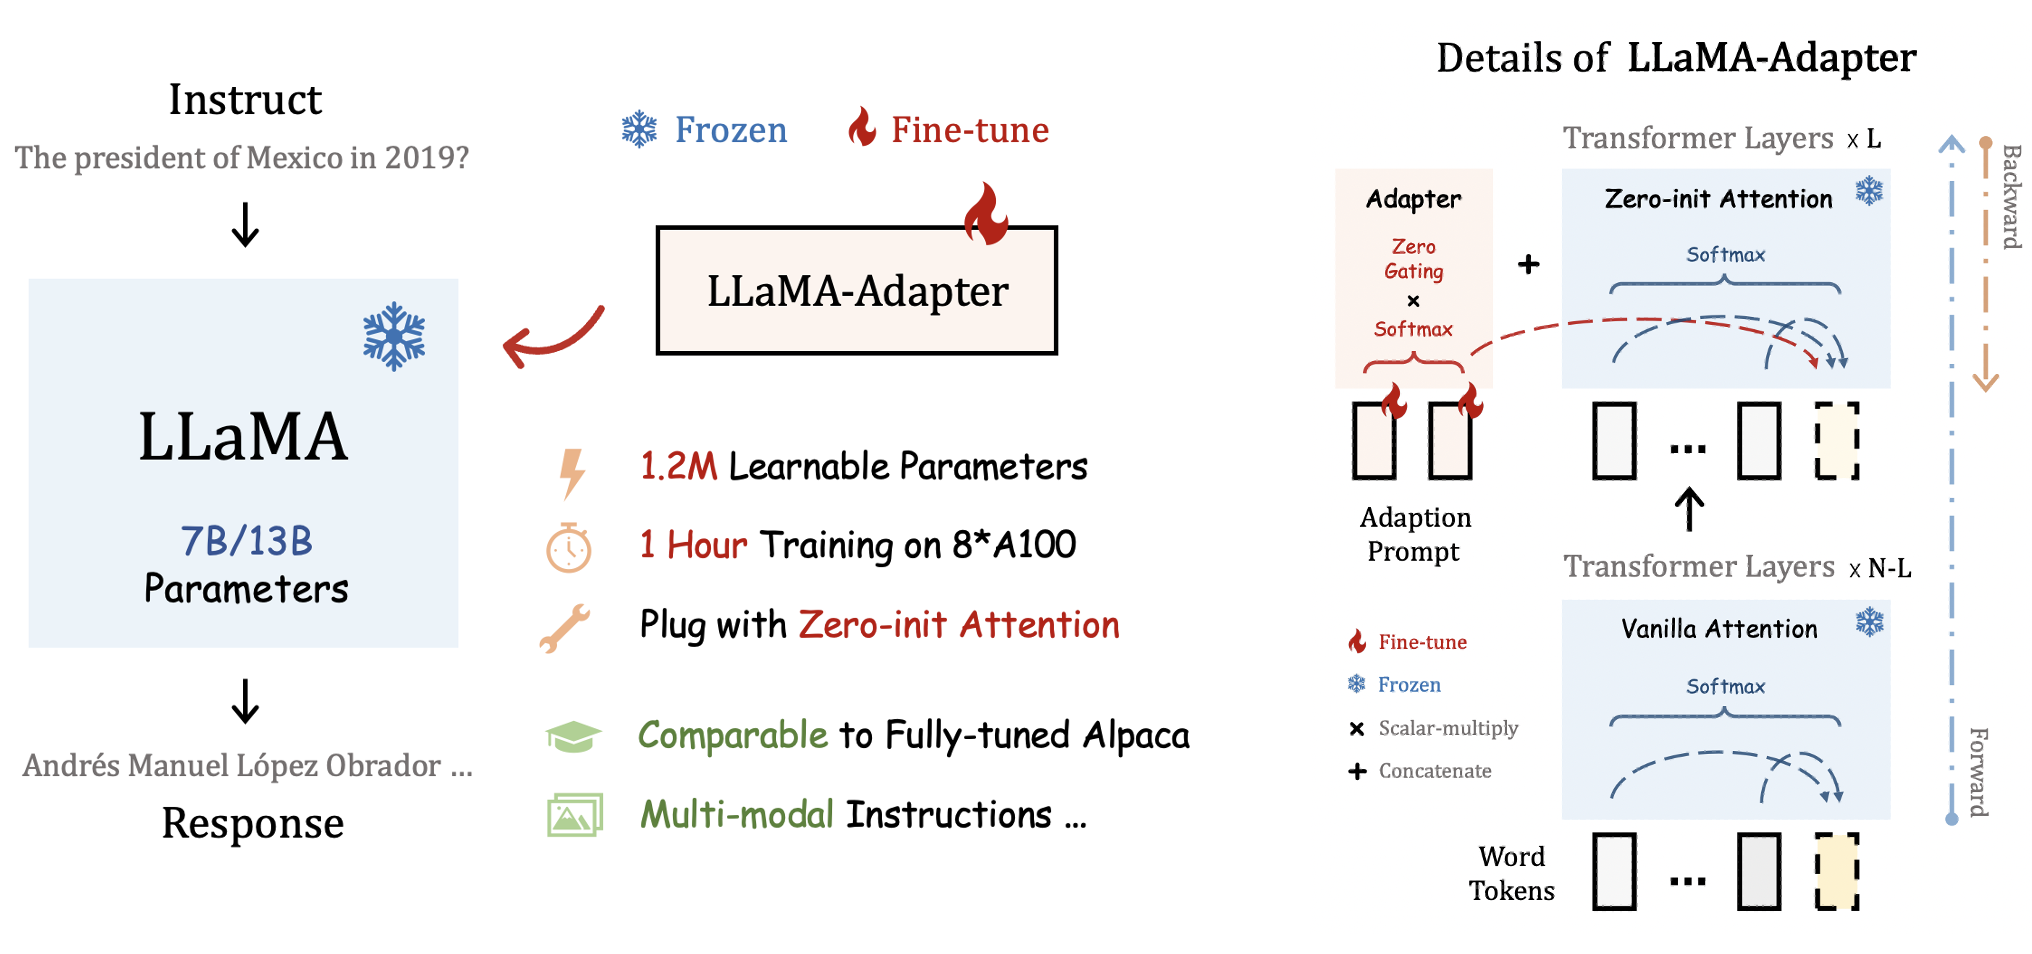 Instruct
The president of Mexico in 2019?
LLaMA
7B/13B
Parameters
Andrés Manuel López Obrador ...
Response
Frozen
Fine-tune
LLaMA-Adapter
1.2M Learnable Parameters
1 Hour Training on 8*A100
Plug with Zero-init Attention
Comparable to Fully-tuned Alpaca
Multi-modal Instructions ...
Details of LLaMA-Adapter
Transformer Layers x L
Adapter
Zero
Gating
×
Softmax
+
Zero-init Attention
Softmax
...
Adaption
Prompt
Transformer Layers x N-L
Vanilla Attention
Softmax
Fine-tune
Frozen
× Scalar-multiply
+ Concatenate
Word
Tokens
...
Backward
Forward